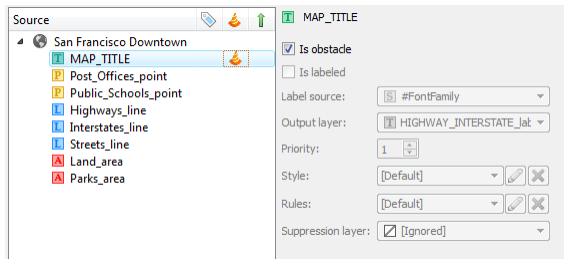 Source
San Francisco Downtown
T MAP_TITLE
P Post_Offices_point
P Public_Schools_point
L Highways_line
L Interstates_line
L Streets_line
A Land_area
A Parks_area
T MAP_TITLE
Is obstacle
Is labeled
Label source: S #FontFamily
Output layer: T HIGHWAY_INTERSTATE_lab
Priority: 1
Style: [Default]
Rules: [Default]
Suppression layer: [Ignored]